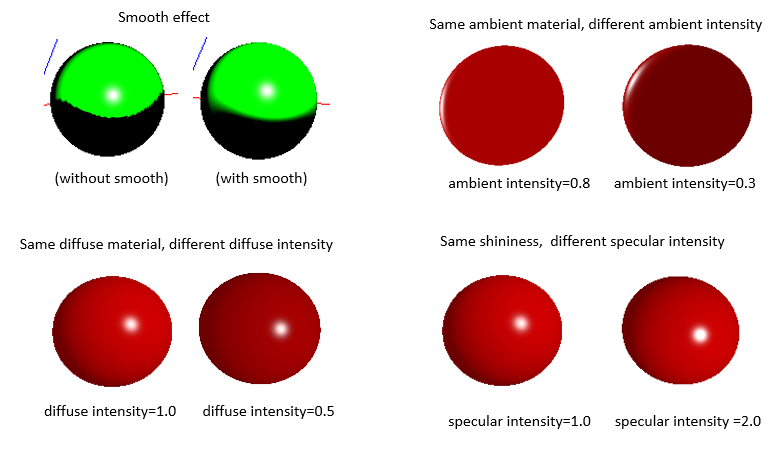 Smooth effect
(without smooth)
(with smooth)
Same ambient material, different ambient intensity
ambient intensity=0.8
ambient intensity=0.3
Same diffuse material, different diffuse intensity
diffuse intensity=1.0
diffuse intensity=0.5
Same shininess,  different specular intensity
specular intensity=1.0
specular intensity =2.0